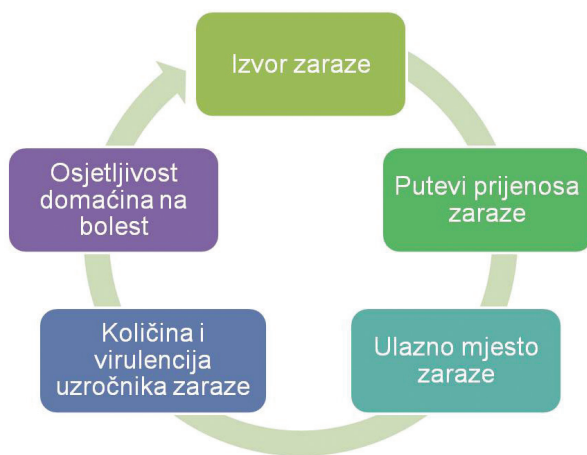 Izvor zaraze
Putevi prijenosa
zaraze
Ulazno mjesto
zaraze
Količina i
virulencija
uzročnika zaraze
Osjetljivost
domaćina na
bolest